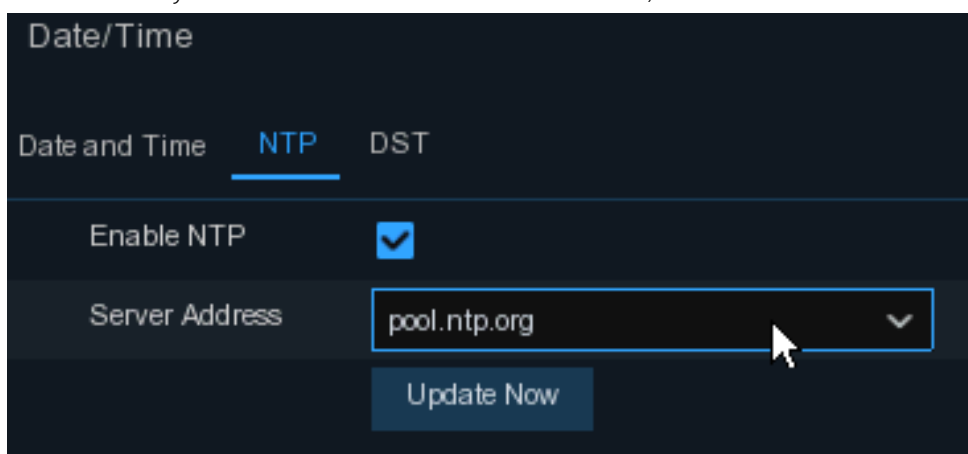 Date/Time
Date and Time NTP DST
Enable NTP
Server Address pool.ntp.org
Update Now